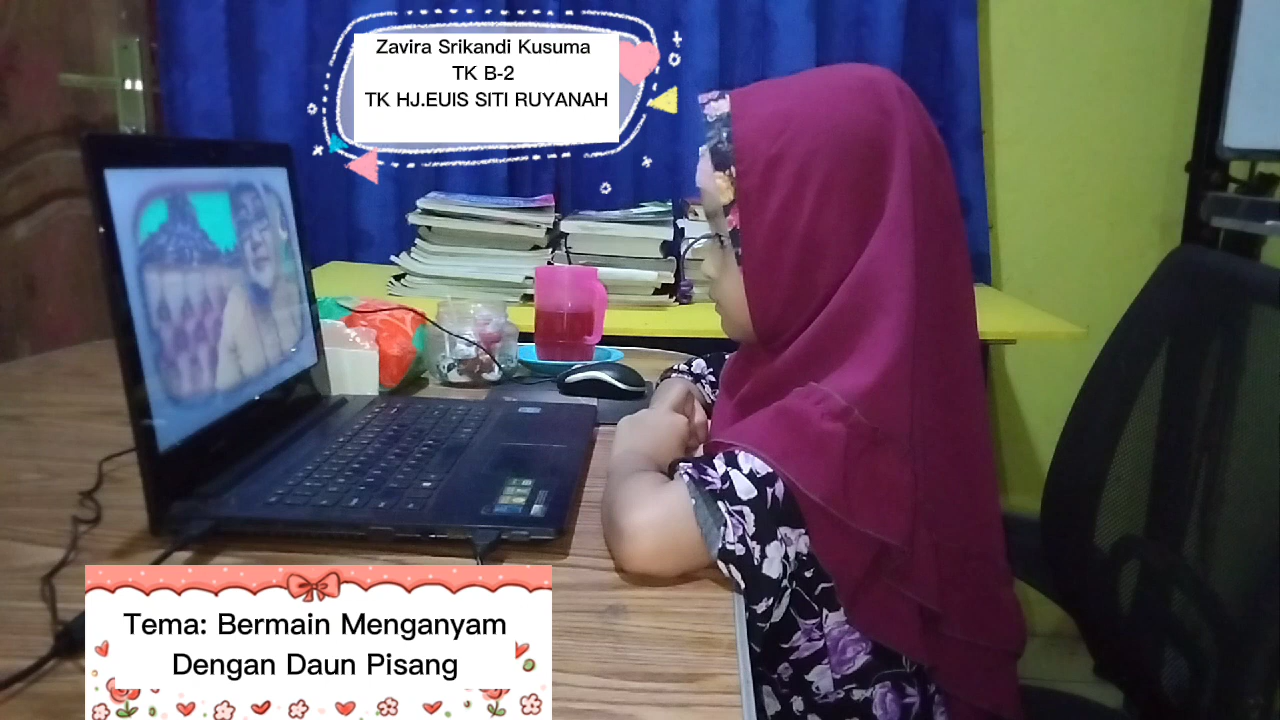 Zavira Srikandi Kusuma
TK B-2
TK HJ.EUIS SITI RUYANAH
Tema: Bermain Menganyam
Dengan Daun Pisang